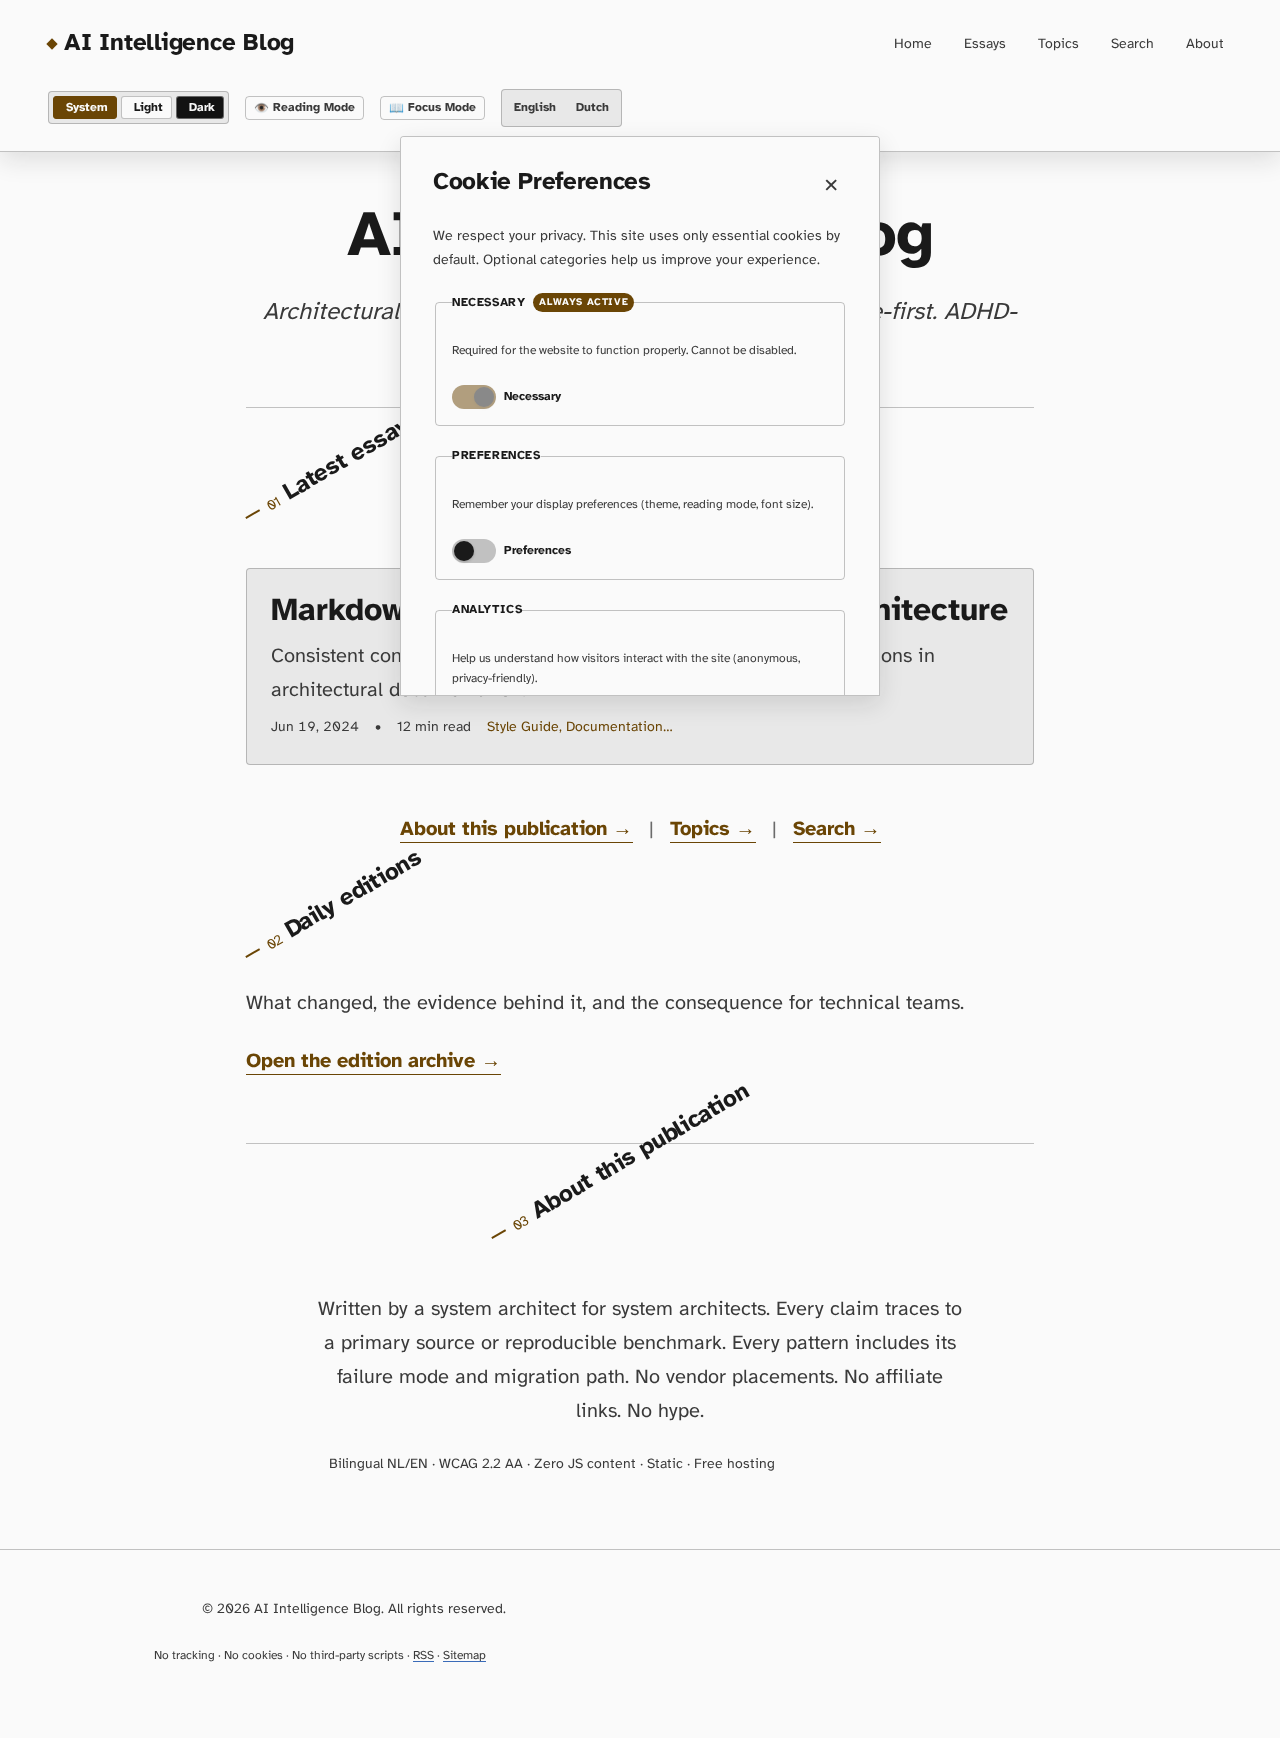 ◆ AI Intelligence Blog
Home Essays Topics Search About
System Light Dark 👁️ Reading Mode 📖 Focus Mode English Dutch
Cookie Preferences ✕
We respect your privacy. This site uses only essential cookies by
default. Optional categories help us improve your experience.
NECESSARY ALWAYS ACTIVE
Required for the website to function properly. Cannot be disabled.
Necessary
PREFERENCES
Remember your display preferences (theme, reading mode, font size).
Preferences
ANALYTICS
Help us understand how visitors interact with the site (anonymous,
privacy-friendly).
Architectural -first. ADHD-
— 01 Latest
Consistent ons in
architectural
Jun 19, 2024 • 12 min read Style Guide, Documentation...
About this publication → | Topics → | Search →
— 02 Daily editions
What changed, the evidence behind it, and the consequence for technical teams.
Open the edition archive →
— 03 About this publication
Written by a system architect for system architects. Every claim traces to
a primary source or reproducible benchmark. Every pattern includes its
failure mode and migration path. No vendor placements. No affiliate
links. No hype.
Bilingual NL/EN · WCAG 2.2 AA · Zero JS content · Static · Free hosting
© 2026 AI Intelligence Blog. All rights reserved.
No tracking · No cookies · No third-party scripts · RSS · Sitemap